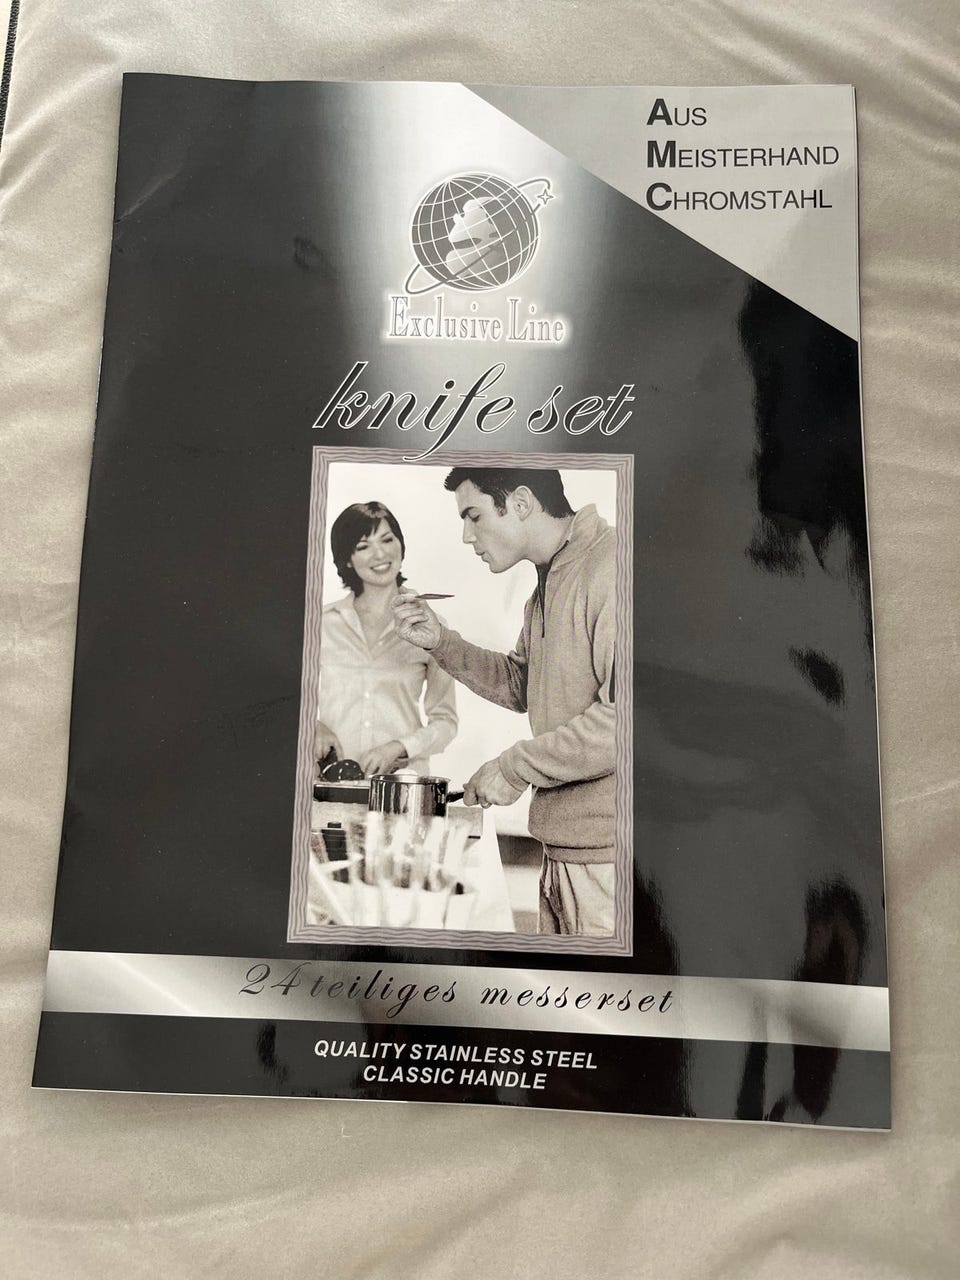 AUS
MEISTERHAND
CHROMSTAHL
Exclusive Line
knife set
24 teiliges messerset
QUALITY STAINLESS STEEL
CLASSIC HANDLE